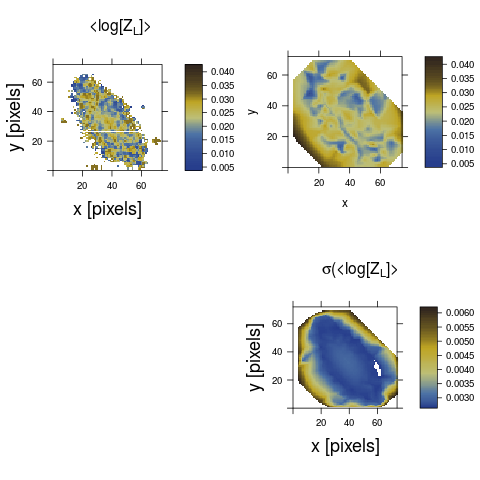 <log[Z_L]>
60
40
20
y [pixels]
20 40 60
x [pixels]
0.040
0.035
0.030
0.025
0.020
0.015
0.010
0.005
60
40
20
y
20 40 60
x
0.040
0.035
0.030
0.025
0.020
0.015
0.010
0.005
σ(<log[Z_L]>
60
40
20
y [pixels]
20 40 60
x [pixels]
0.0060
0.0055
0.0050
0.0045
0.0040
0.0035
0.0030